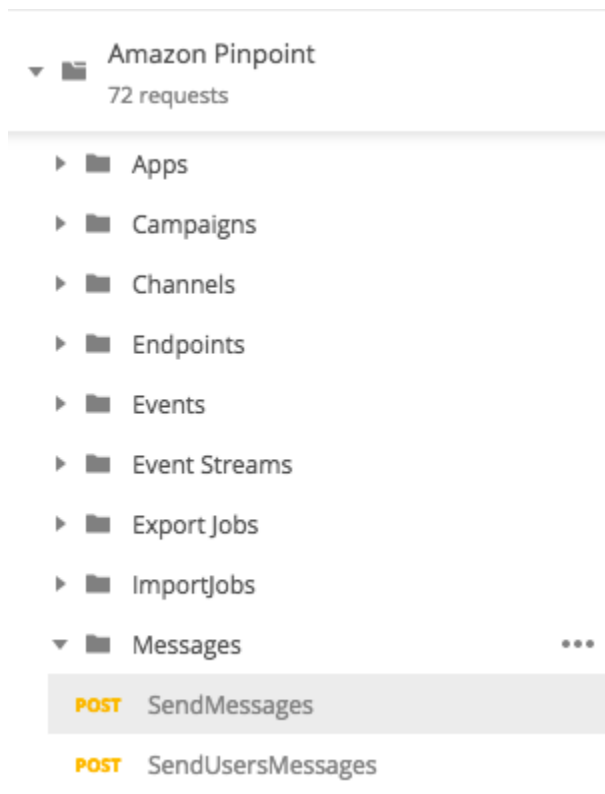 Amazon Pinpoint
72 requests
Apps
Campaigns
Channels
Endpoints
Events
Event Streams
Export Jobs
ImportJobs
Messages
POST SendMessages
POST SendUsersMessages